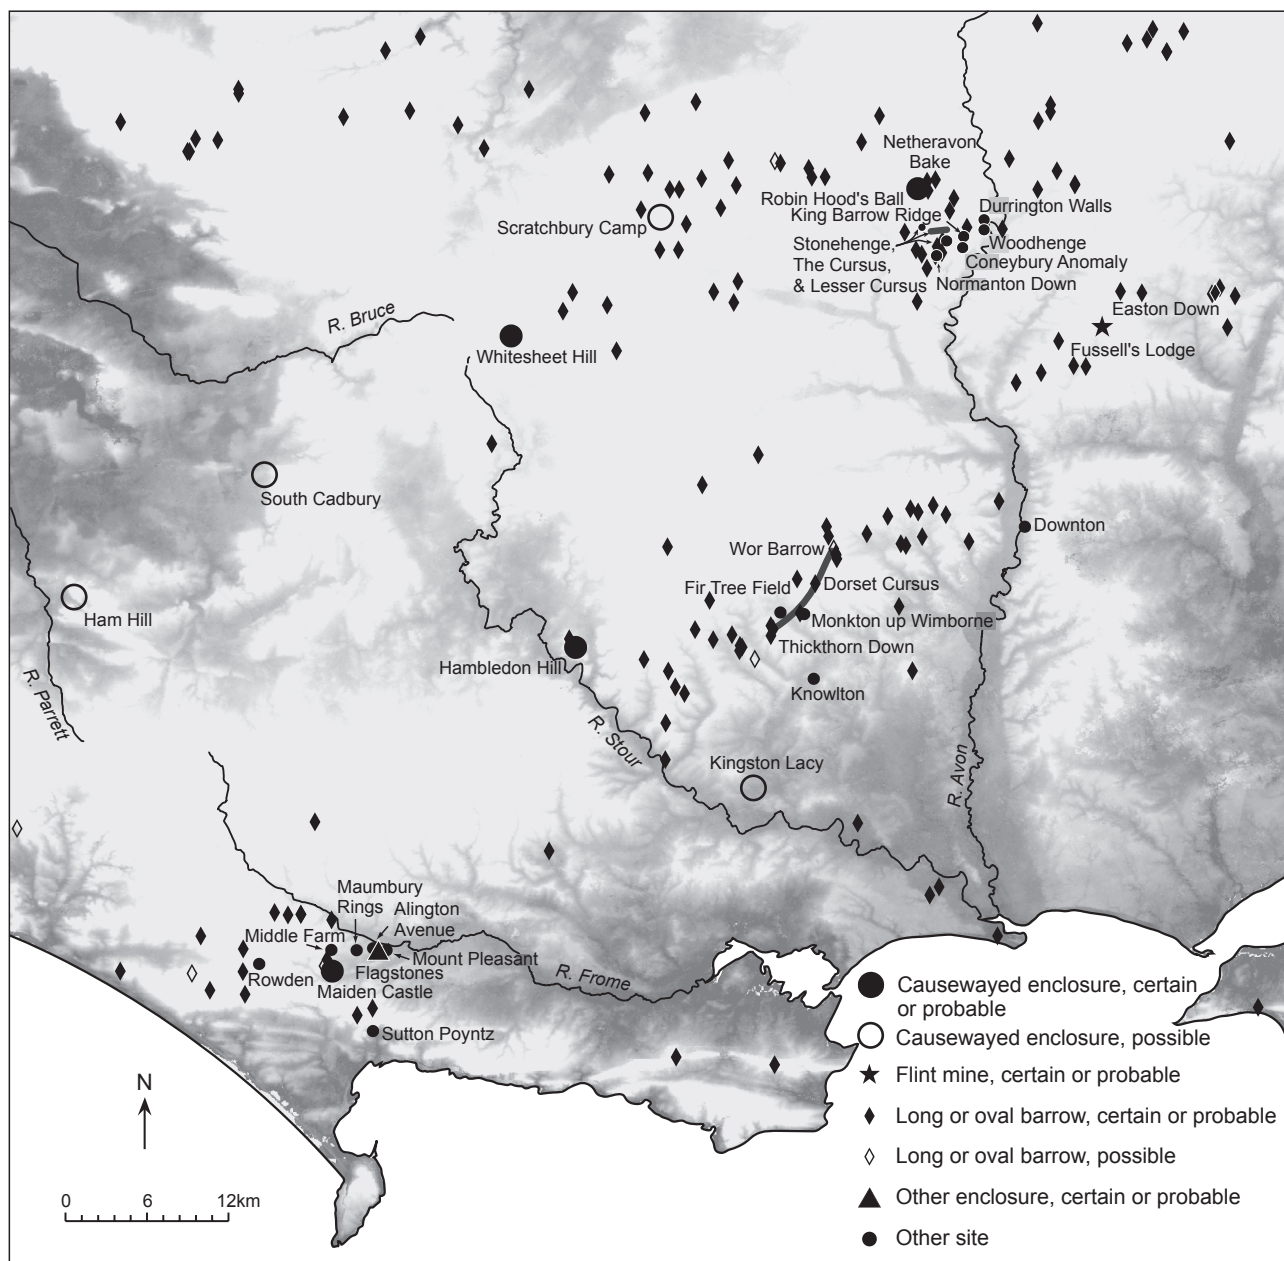 Netheravon
Bake
Robin Hood's Ball
King Barrow Ridge
Durrington Walls
Scratchbury Camp
Stonehenge,
The Cursus,
& Lesser Cursus
Woodhenge
Coneybury Anomaly
Normanton Down
Easton Down
R. Bruce
Whitesheet Hill
Fussell's Lodge
South Cadbury
Downton
Wor Barrow
Fir Tree Field
Dorset Cursus
Ham Hill
Monkton up Wimborne
Thickthorn Down
Hambledon Hill
Knowlton
R. Parrett
R. Stour
Kingston Lacy
R. Avon
Maumbury
Rings
Alington
Avenue
Middle Farm
Mount Pleasant
Rowden
Flagstones
Maiden Castle
R. Frome
Sutton Poyntz
Causewayed enclosure, certain
or probable
Causewayed enclosure, possible
Flint mine, certain or probable
Long or oval barrow, certain or probable
Long or oval barrow, possible
Other enclosure, certain or probable
Other site
N
0 6 12km